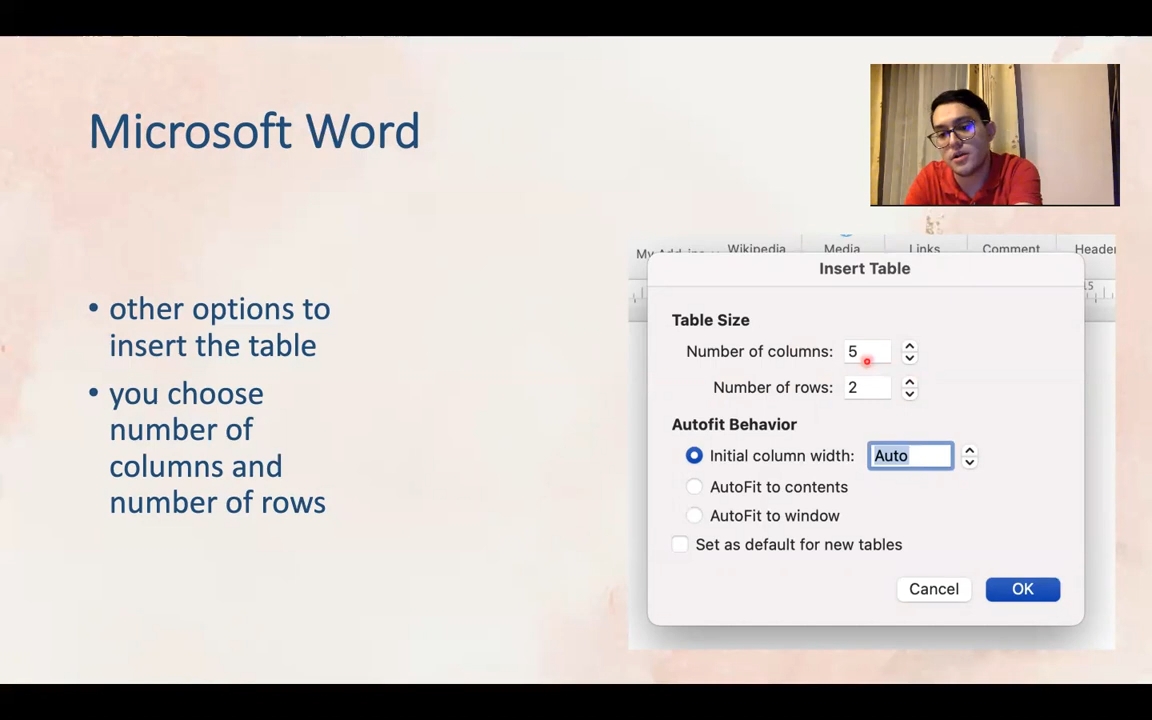 Microsoft Word
• other options to
insert the table
• you choose
number of
columns and
number of rows
Wikipedia Media Links Comment Header
Insert Table
Table Size
Number of columns: 5
Number of rows: 2
Autofit Behavior
Initial column width: Auto
AutoFit to contents
AutoFit to window
Set as default for new tables
Cancel OK